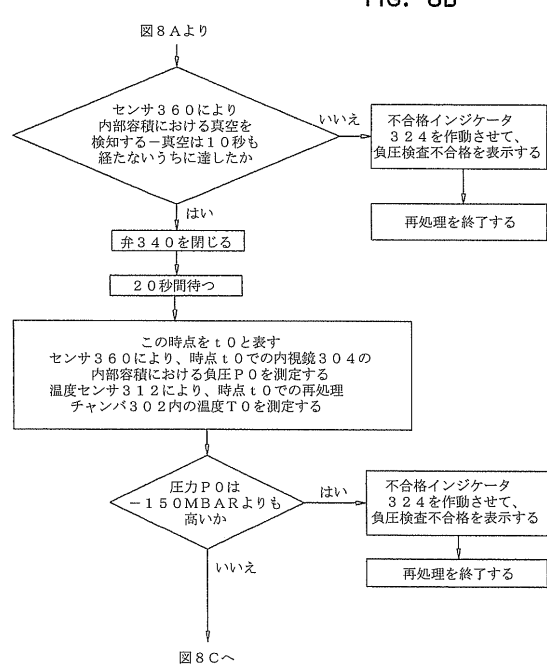 FIG. 8B
図８Ａより
センサ３６０により
内部容積における真空を
検知する－真空は１０秒も
経たないうちに達したか
いいえ
不合格インジケータ
３２４を作動させて、
負圧検査不合格を表示する
再処理を終了する
はい
弁３４０を閉じる
２０秒間待つ
この時点をｔ０と表す
センサ３６０により、時点ｔ０での内視鏡３０４の
内部容積における負圧Ｐ０を測定する
温度センサ３１２により、時点ｔ０での再処理
チャンバ３０２内の温度Ｔ０を測定する
圧力Ｐ０は
－１５０ＭＢＡＲよりも
高いか
はい
不合格インジケータ
３２４を作動させて、
負圧検査不合格を表示する
再処理を終了する
いいえ
図８Ｃへ